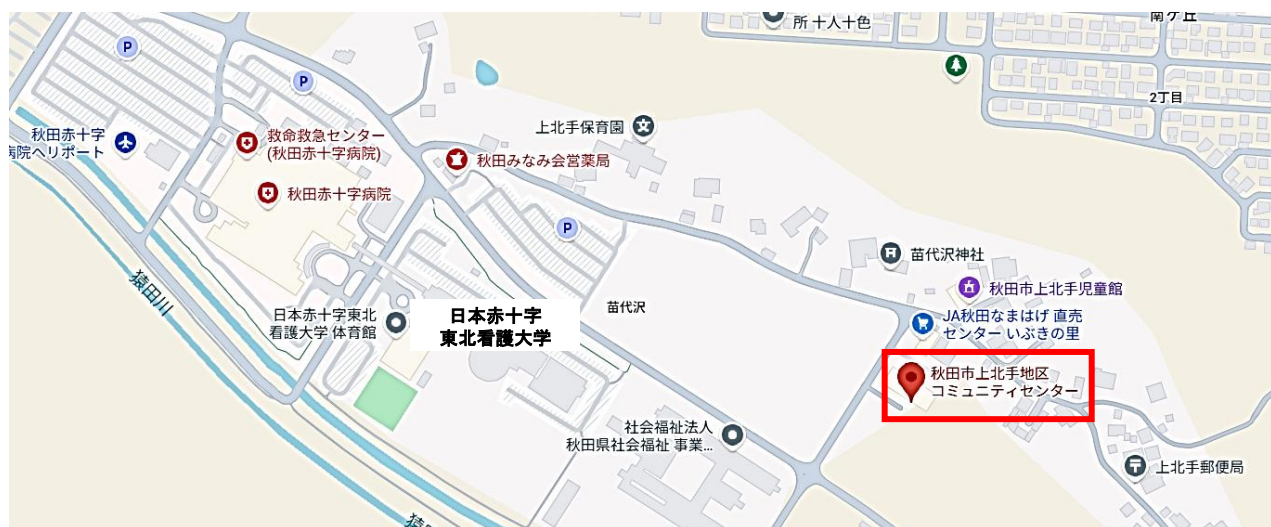 所 十人十色
南ケ丘
P
P
2丁目
上北手保育園
秋田赤十字
病院ヘリポート
救命救急センター
(秋田赤十字病院)
秋田みなみ会営薬局
秋田赤十字病院
P
苗代沢神社
猿田川
秋田市上北手児童館
苗代沢
日本赤十字東北
看護大学 体育館
日本赤十字
東北看護大学
JA秋田なまはげ 直売
センター いぶきの里
秋田市上北手地区
コミュニティセンター
社会福祉法人
秋田県社会福祉 事業...
上北手郵便局